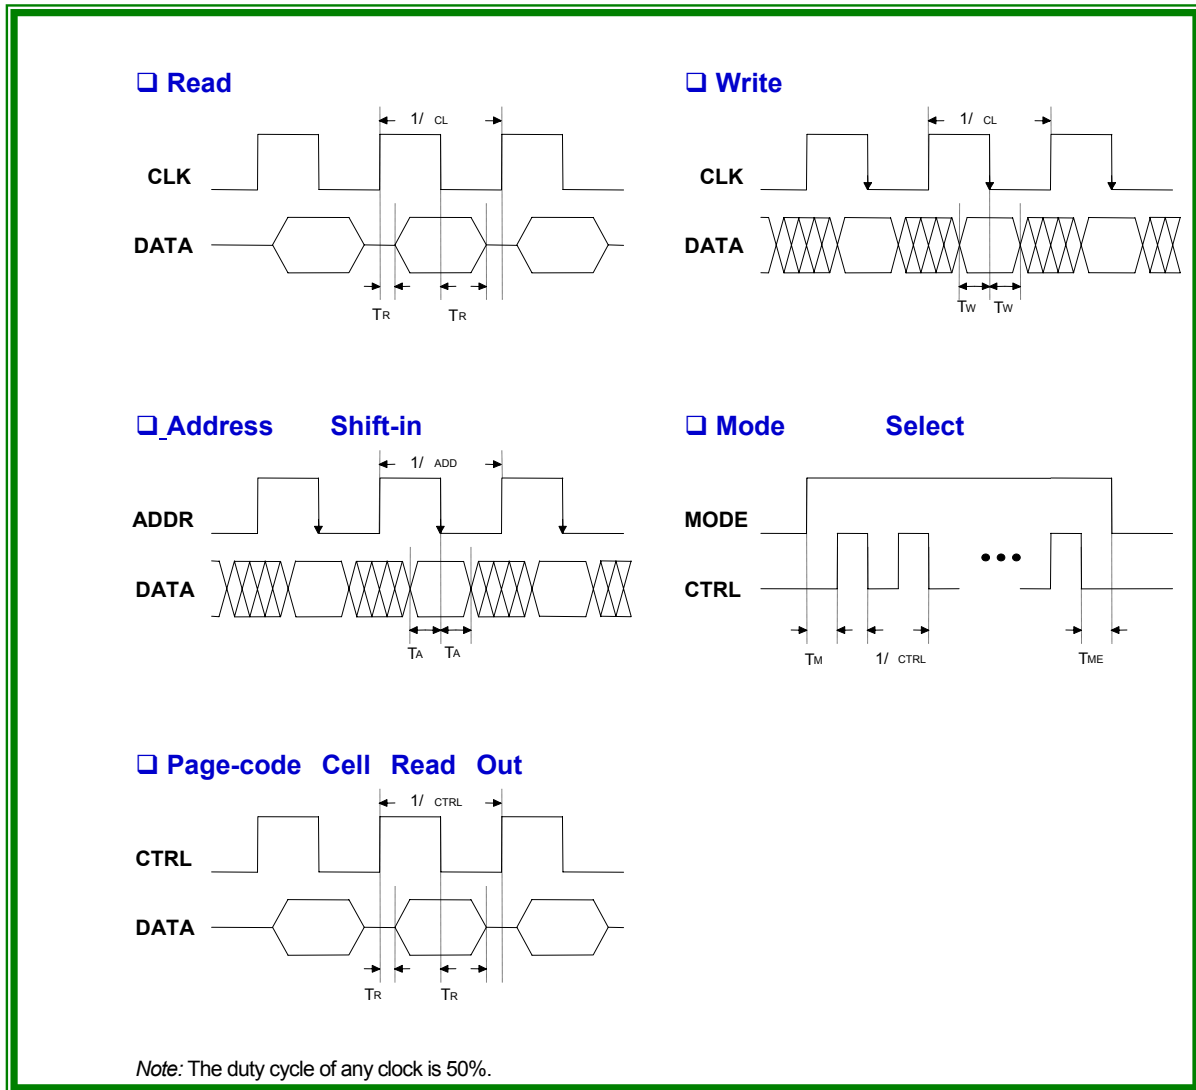 ❑ Read
1/ CL
CLK
DATA
TR TR
❑ Write
1/ CL
CLK
DATA
TW TW
❑ Address Shift-in
1/ ADD
ADDR
DATA
TA TA
❑ Mode Select
MODE
CTRL
TM 1/ CTRL TME
❑ Page-code Cell Read Out
1/ CTRL
CTRL
DATA
TR TR
Note: The duty cycle of any clock is 50%.